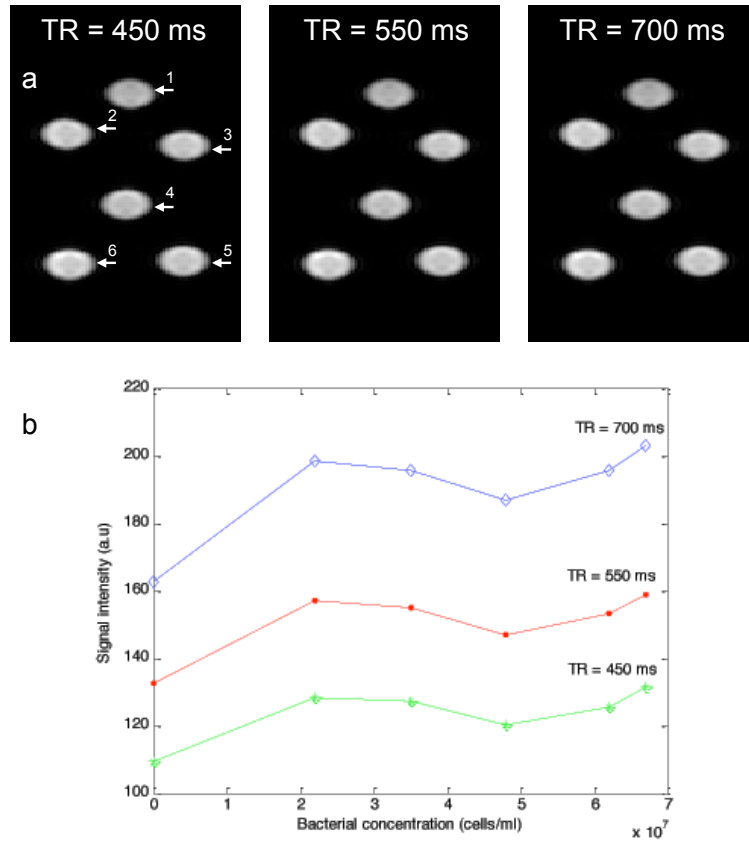 TR = 450 ms
TR = 550 ms
TR = 700 ms
a
1
2
3
4
6
5
b
220
200
180
160
140
120
100
Signal intensity (a.u)
TR = 700 ms
TR = 550 ms
TR = 450 ms
0
1
2
3
4
5
6
7
Bacterial concentration (cells/ml)
x 10^7